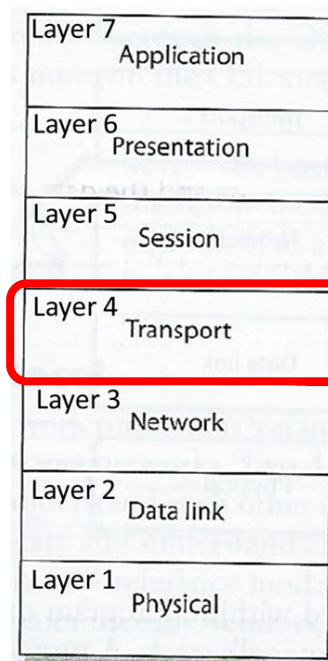 Layer 7
Application
Layer 6
Presentation
Layer 5
Session
Layer 4
Transport
Layer 3
Network
Layer 2
Data link
Layer 1
Physical